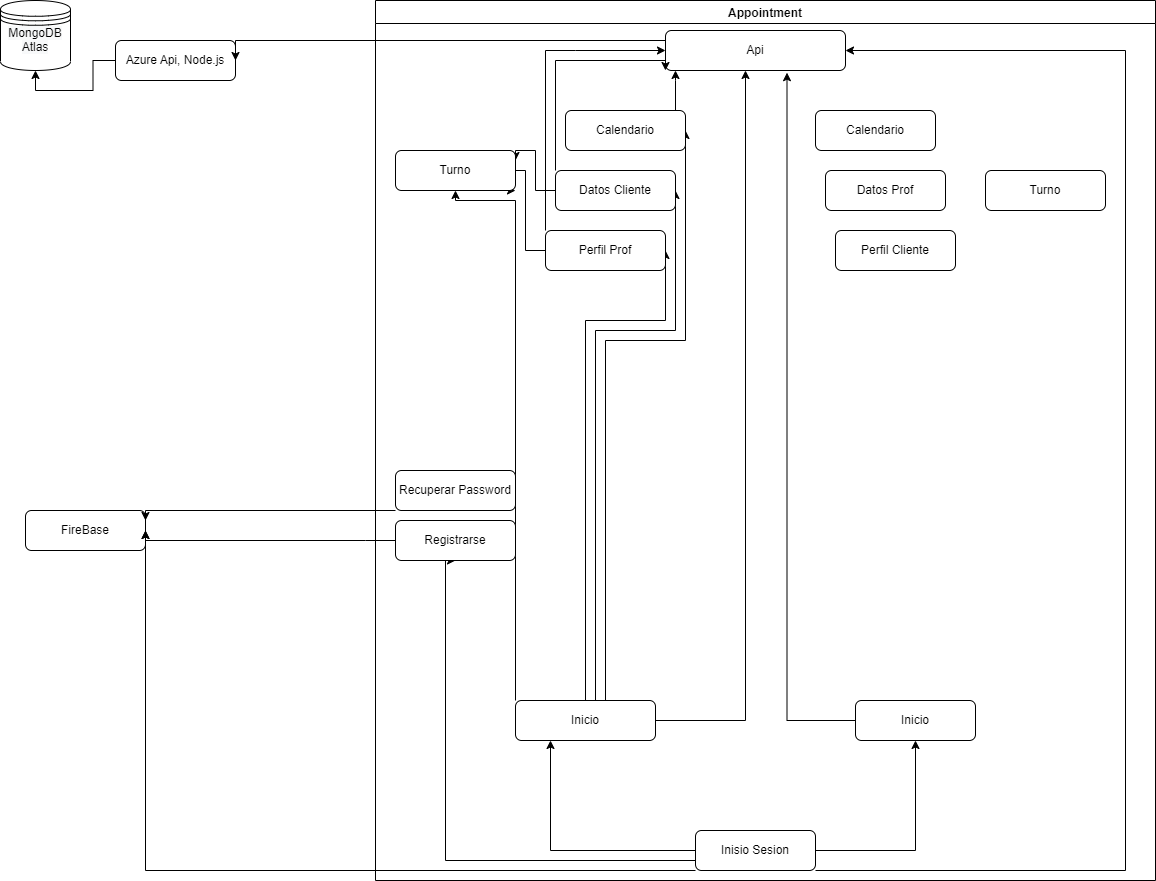 Appointment
MongoDB
Atlas
Azure Api, Node.js
Api
Calendario
Calendario
Turno
Datos Cliente
Datos Prof
Turno
Perfil Prof
Perfil Cliente
Recuperar Password
FireBase
Registrarse
Inicio
Inicio
Inisio Sesion